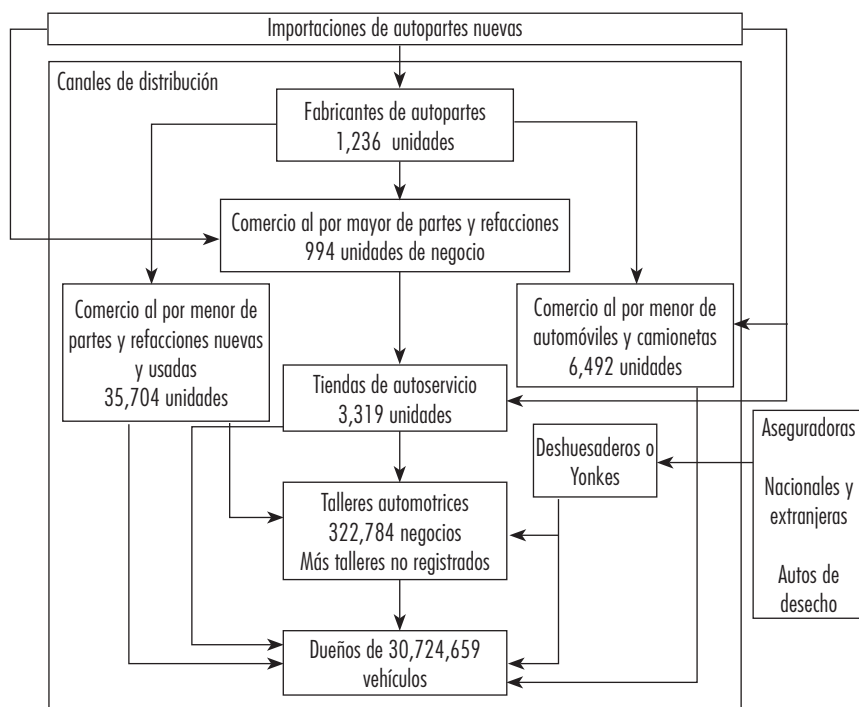 Importaciones de autopartes nuevas
Canales de distribución
Fabricantes de autopartes
1,236 unidades
Comercio al por mayor de partes y refacciones
994 unidades de negocio
Comercio al por menor de
partes y refacciones nuevas
y usadas
35,704 unidades
Comercio al por menor de
automóviles y camionetas
6,492 unidades
Tiendas de autoservicio
3,319 unidades
Deshuesaderos o
Yonkes
Aseguradoras
Nacionales y
extranjeras
Autos de
desecho
Talleres automotrices
322,784 negocios
Más talleres no registrados
Dueños de 30,724,659
vehículos